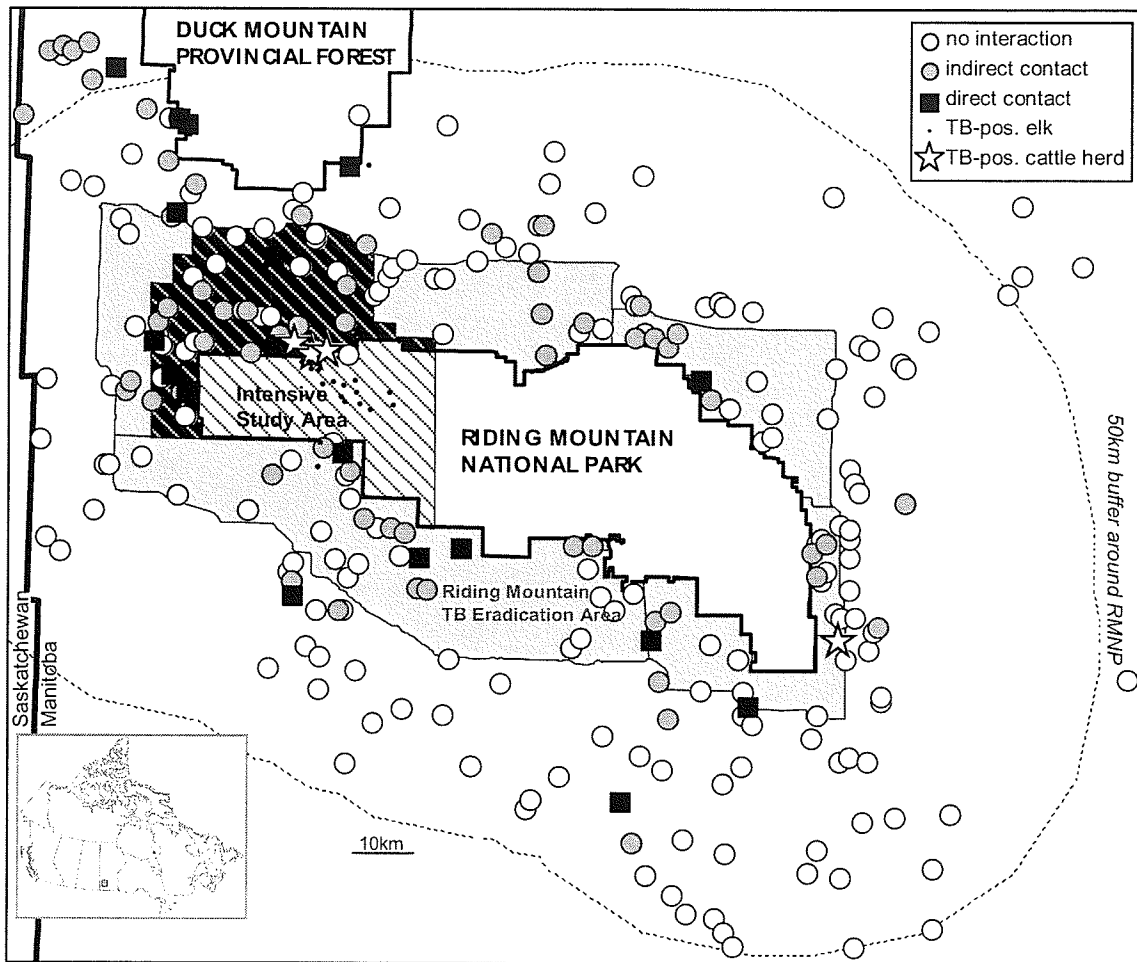 DUCK MOUNTAIN
PROVINCIAL FOREST
no interaction
indirect contact
direct contact
TB-pos. elk
TB-pos. cattle herd
Intensive
Study Area
RIDING MOUNTAIN
NATIONAL PARK
50km buffer around RMNP
Riding Mountain
TB Eradication Area
Saskatchewan
Manitoba
10km